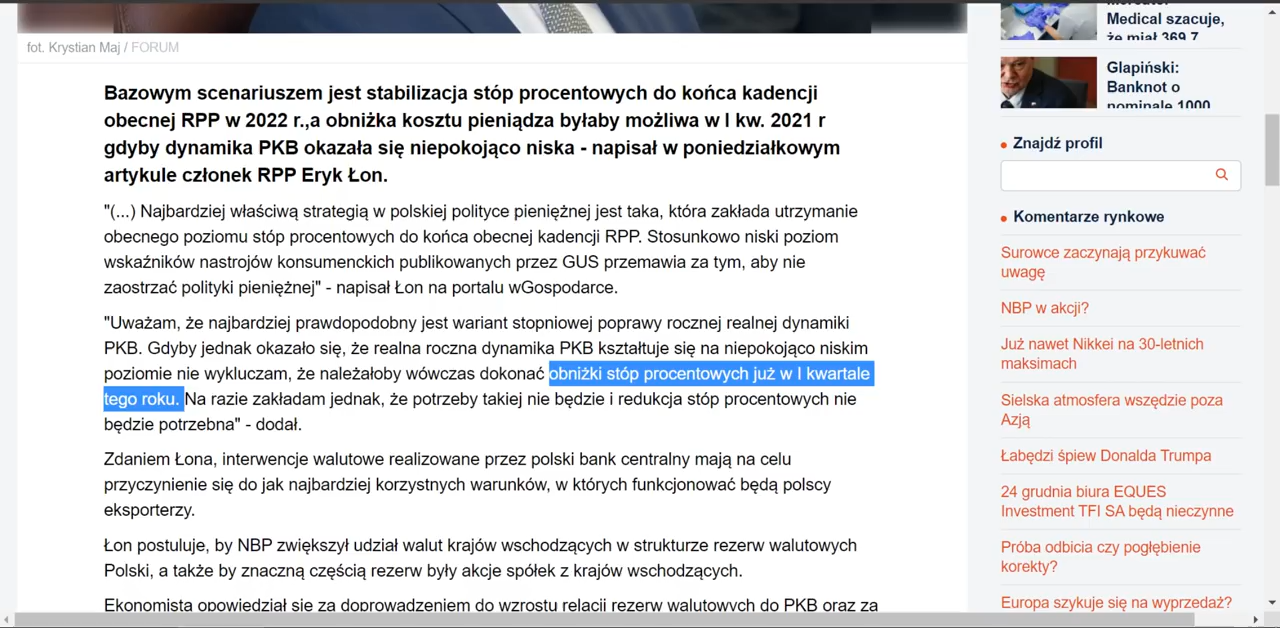 fot. Krystian Maj / FORUM
Bazowym scenariuszem jest stabilizacja stóp procentowych do końca kadencji
obecnej RPP w 2022 r.,a obniżka kosztu pieniądza byłaby możliwa w I kw. 2021 r
gdyby dynamika PKB okazała się niepokojąco niska - napisał w poniedziałkowym
artykule członek RPP Eryk Łon.
"(...) Najbardziej właściwą strategią w polskiej polityce pieniężnej jest taka, która zakłada utrzymanie
obecnego poziomu stóp procentowych do końca obecnej kadencji RPP. Stosunkowo niski poziom
wskaźników nastrojów konsumenckich publikowanych przez GUS przemawia za tym, aby nie
zaostrzać polityki pieniężnej" - napisał Łon na portalu wGospodarce.
"Uważam, że najbardziej prawdopodobny jest wariant stopniowej poprawy rocznej realnej dynamiki
PKB. Gdyby jednak okazało się, że realna roczna dynamika PKB kształtuje się na niepokojąco niskim
poziomie nie wykluczam, że należałoby wówczas dokonać obniżki stóp procentowych już w I kwartale
tego roku. Na razie zakładam jednak, że potrzeby takiej nie będzie i redukcja stóp procentowych nie
będzie potrzebna" - dodał.
Zdaniem Łona, interwencje walutowe realizowane przez polski bank centralny mają na celu
przyczynienie się do jak najbardziej korzystnych warunków, w których funkcjonować będą polscy
eksporterzy.
Łon postuluje, by NBP zwiększył udział walut krajów wschodzących w strukturze rezerw walutowych
Polski, a także by znaczną częścią rezerw były akcje spółek z krajów wschodzących.
Ekonomista opowiedział się za doprowadzeniem do wzrostu relacji rezerw walutowych do PKB oraz za
Mercato
Medical szacuje,
że miał 369,7
Glapiński:
Banknot o
nominale 1000
Znajdź profil
Komentarze rynkowe
Surowce zaczynają przykuwać
uwagę
NBP w akcji?
Już nawet Nikkei na 30-letnich
maksimach
Sielska atmosfera wszędzie poza
Azją
Łabędzi śpiew Donalda Trumpa
24 grudnia biura EQUES
Investment TFI SA będą nieczynne
Próba odbicia czy pogłębienie
korekty?
Europa szykuje się na wyprzedaż?